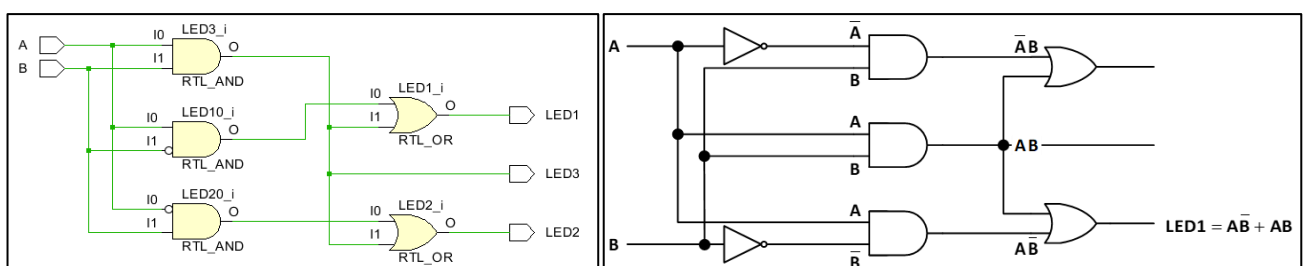 A
B
LED3_i
I0
I1
O
RTL_AND
LED10_i
I0
I1
O
RTL_AND
LED20_i
I0
I1
O
RTL_AND
LED1_i
I0
I1
O
RTL_OR
LED2_i
I0
I1
O
RTL_OR
LED1
LED3
LED2
A
B
A̅
B
A
B
A
B̅
A̅B
AB
AB̅
LED1 = AB̅ + AB